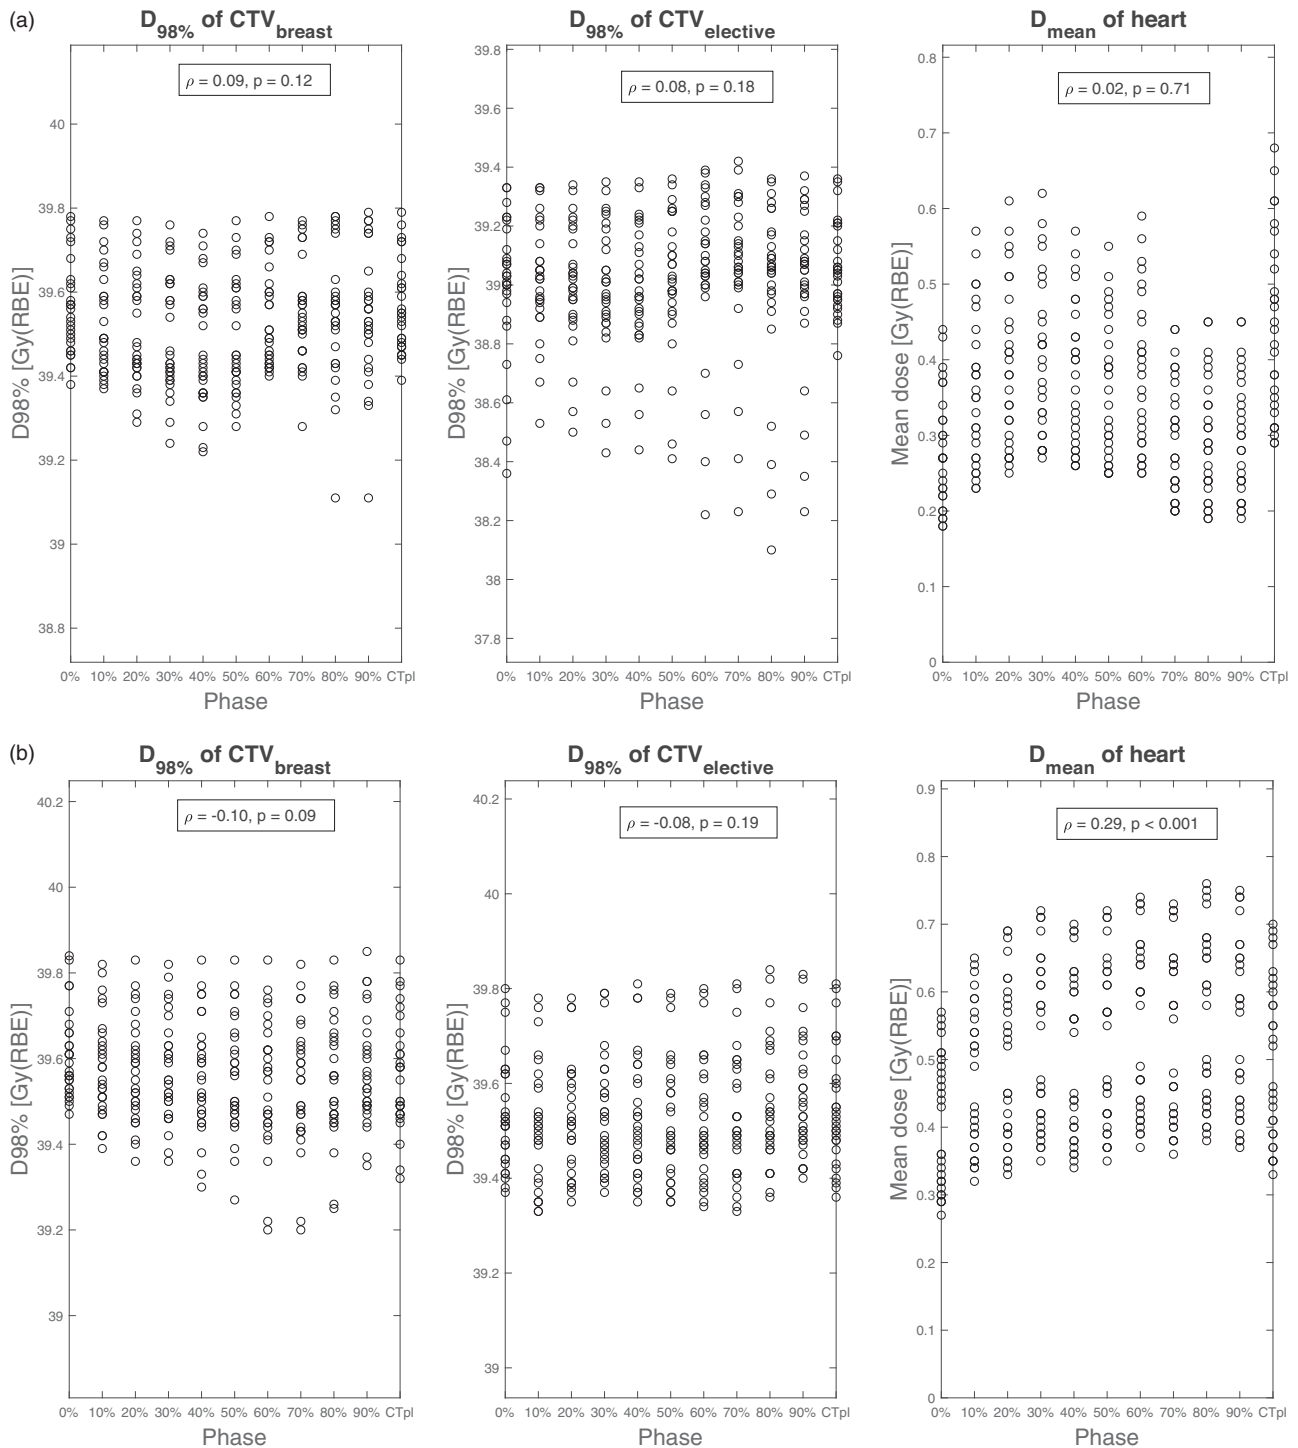 (a)
D98% of CTVbreast
ρ = 0.09, p = 0.12
D98% [Gy(RBE)]
40
39.8
39.6
39.4
39.2
39
38.8
0% 10% 20% 30% 40% 50% 60% 70% 80% 90% CTpl
Phase
D98% of CTVelective
ρ = 0.08, p = 0.18
D98% [Gy(RBE)]
39.8
39.6
39.4
39.2
39
38.8
38.6
38.4
38.2
38
37.8
0% 10% 20% 30% 40% 50% 60% 70% 80% 90% CTpl
Phase
Dmean of heart
ρ = 0.02, p = 0.71
Mean dose [Gy(RBE)]
0.8
0.7
0.6
0.5
0.4
0.3
0.2
0.1
0
0% 10% 20% 30% 40% 50% 60% 70% 80% 90% CTpl
Phase
(b)
D98% of CTVbreast
ρ = -0.10, p = 0.09
D98% [Gy(RBE)]
40.2
40
39.8
39.6
39.4
39.2
39
0% 10% 20% 30% 40% 50% 60% 70% 80% 90% CTpl
Phase
D98% of CTVelective
ρ = -0.08, p = 0.19
D98% [Gy(RBE)]
40.2
40
39.8
39.6
39.4
39.2
39
0% 10% 20% 30% 40% 50% 60% 70% 80% 90% CTpl
Phase
Dmean of heart
ρ = 0.29, p < 0.001
Mean dose [Gy(RBE)]
0.9
0.8
0.7
0.6
0.5
0.4
0.3
0.2
0.1
0
0% 10% 20% 30% 40% 50% 60% 70% 80% 90% CTpl
Phase